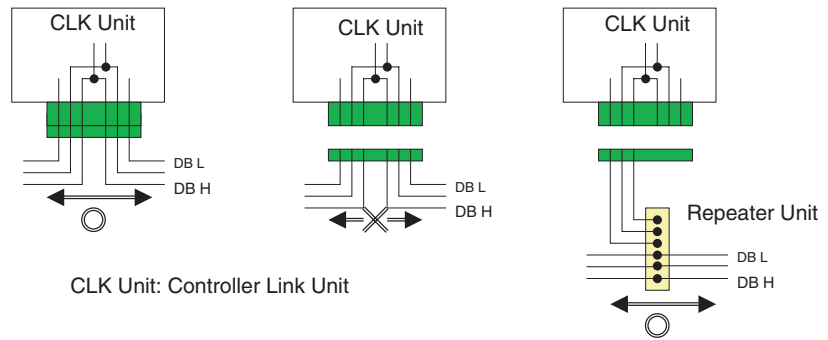 CLK Unit
DB L
DB H
CLK Unit
DB L
DB H
CLK Unit
Repeater Unit
DB L
DB H
CLK Unit: Controller Link Unit